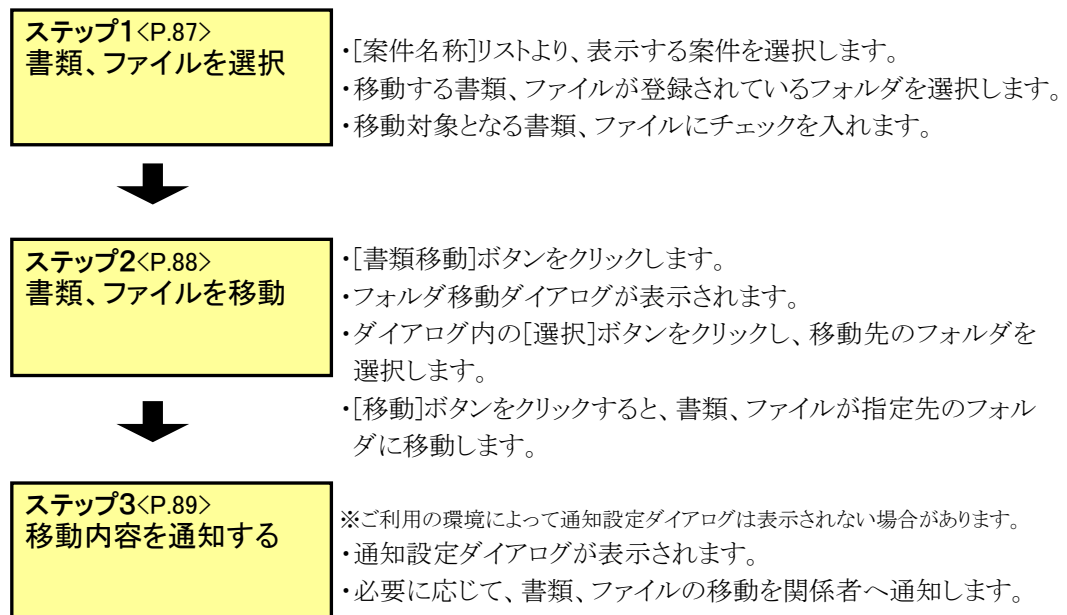 ステップ1<P.87>
書類、ファイルを選択
・[案件名称]リストより、表示する案件を選択します。
・移動する書類、ファイルが登録されているフォルダを選択します。
・移動対象となる書類、ファイルにチェックを入れます。
ステップ2<P.88>
書類、ファイルを移動
・[書類移動]ボタンをクリックします。
・フォルダ移動ダイアログが表示されます。
・ダイアログ内の[選択]ボタンをクリックし、移動先のフォルダを
選択します。
・[移動]ボタンをクリックすると、書類、ファイルが指定先のフォル
ダに移動します。
ステップ3<P.89>
移動内容を通知する
※ご利用の環境によって通知設定ダイアログは表示されない場合があります。
・通知設定ダイアログが表示されます。
・必要に応じて、書類、ファイルの移動を関係者へ通知します。